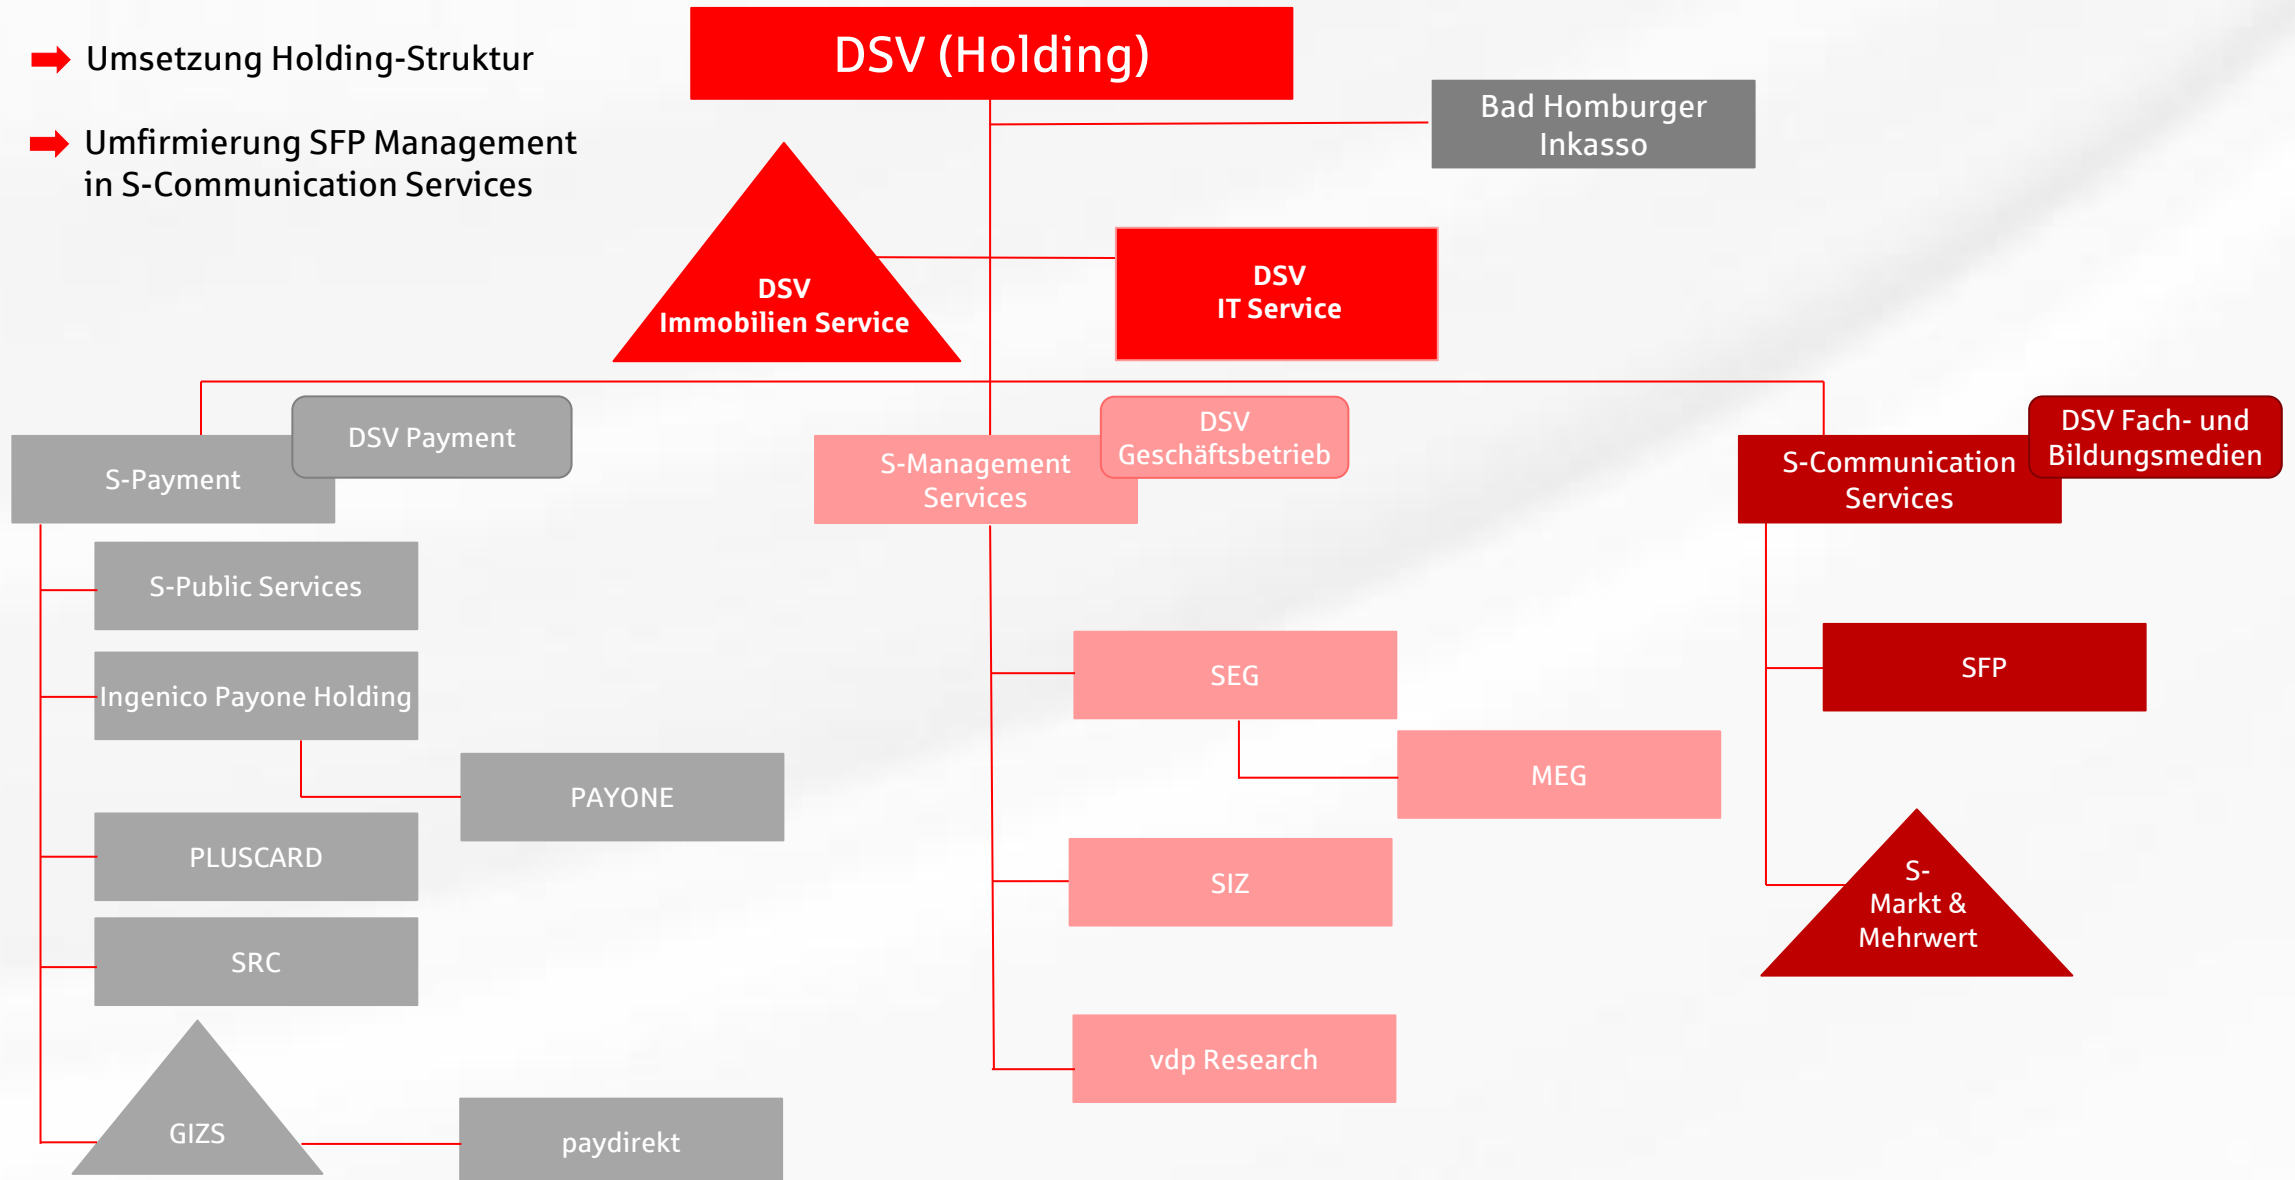 DSV (Holding)
Umsetzung Holding-Struktur
Umfirmierung SFP Management
in S-Communication Services
Bad Homburger
Inkasso
DSV
Immobilien Service
DSV
IT Service
S-Payment
DSV Payment
S-Management
Services
DSV
Geschäftsbetrieb
S-Communication
Services
DSV Fach- und
Bildungsmedien
S-Public Services
Ingenico Payone Holding
PAYONE
PLUSCARD
SRC
GIZS
paydirekt
SEG
MEG
SIZ
vdp Research
SFP
S-
Markt &
Mehrwert